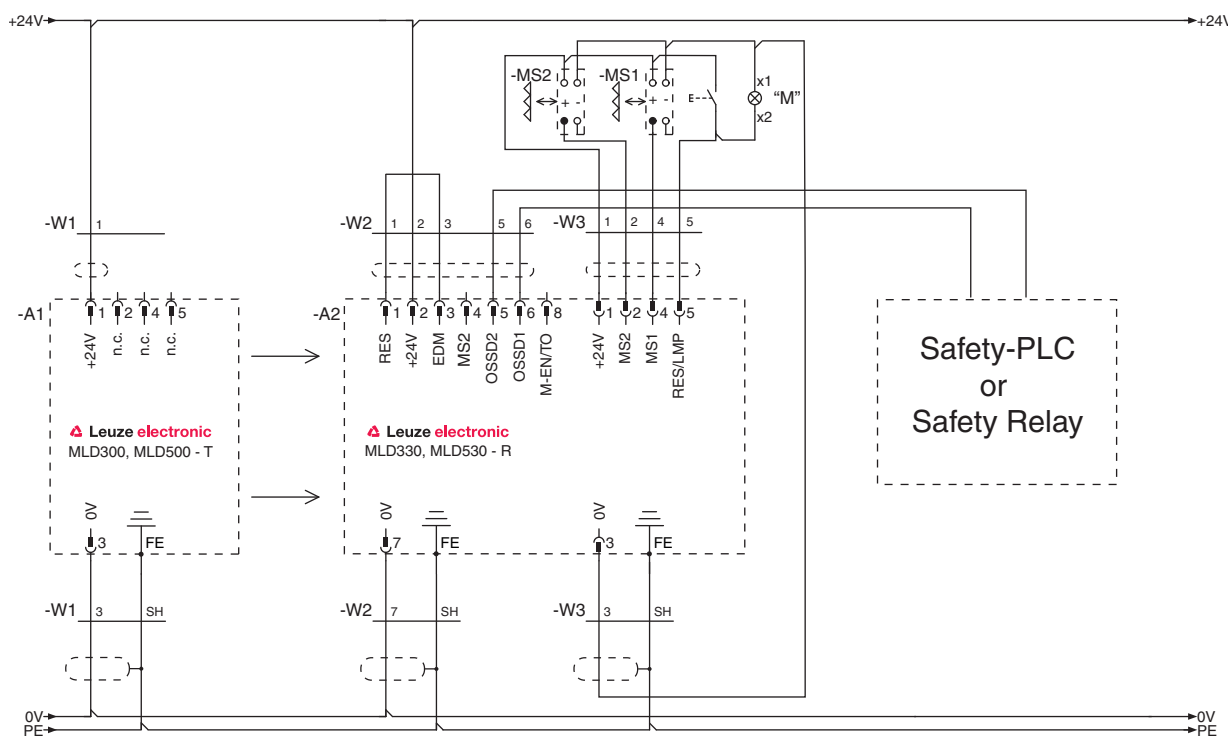 +24V
+24V
-MS2
-MS1
+ -
+ -
E
x1
"M"
x2
-W1 1
-W2 1 2 3 5 6
-W3 1 2 4 5
-A1
1 2 4 5
+24V n.c. n.c. n.c.
-A2
1 2 3 4 5 6 8
RES +24V EDM MS2 OSSD2 OSSD1 M-EN/TO
1 2 4 5
+24V MS2 MS1 RES/LMP
Safety-PLC
or
Safety Relay
Leuze electronic
MLD300, MLD500 - T
Leuze electronic
MLD330, MLD530 - R
0V
3 FE
0V
7 FE
0V
3 FE
-W1 3 SH
-W2 7 SH
-W3 3 SH
0V
0V
PE
PE